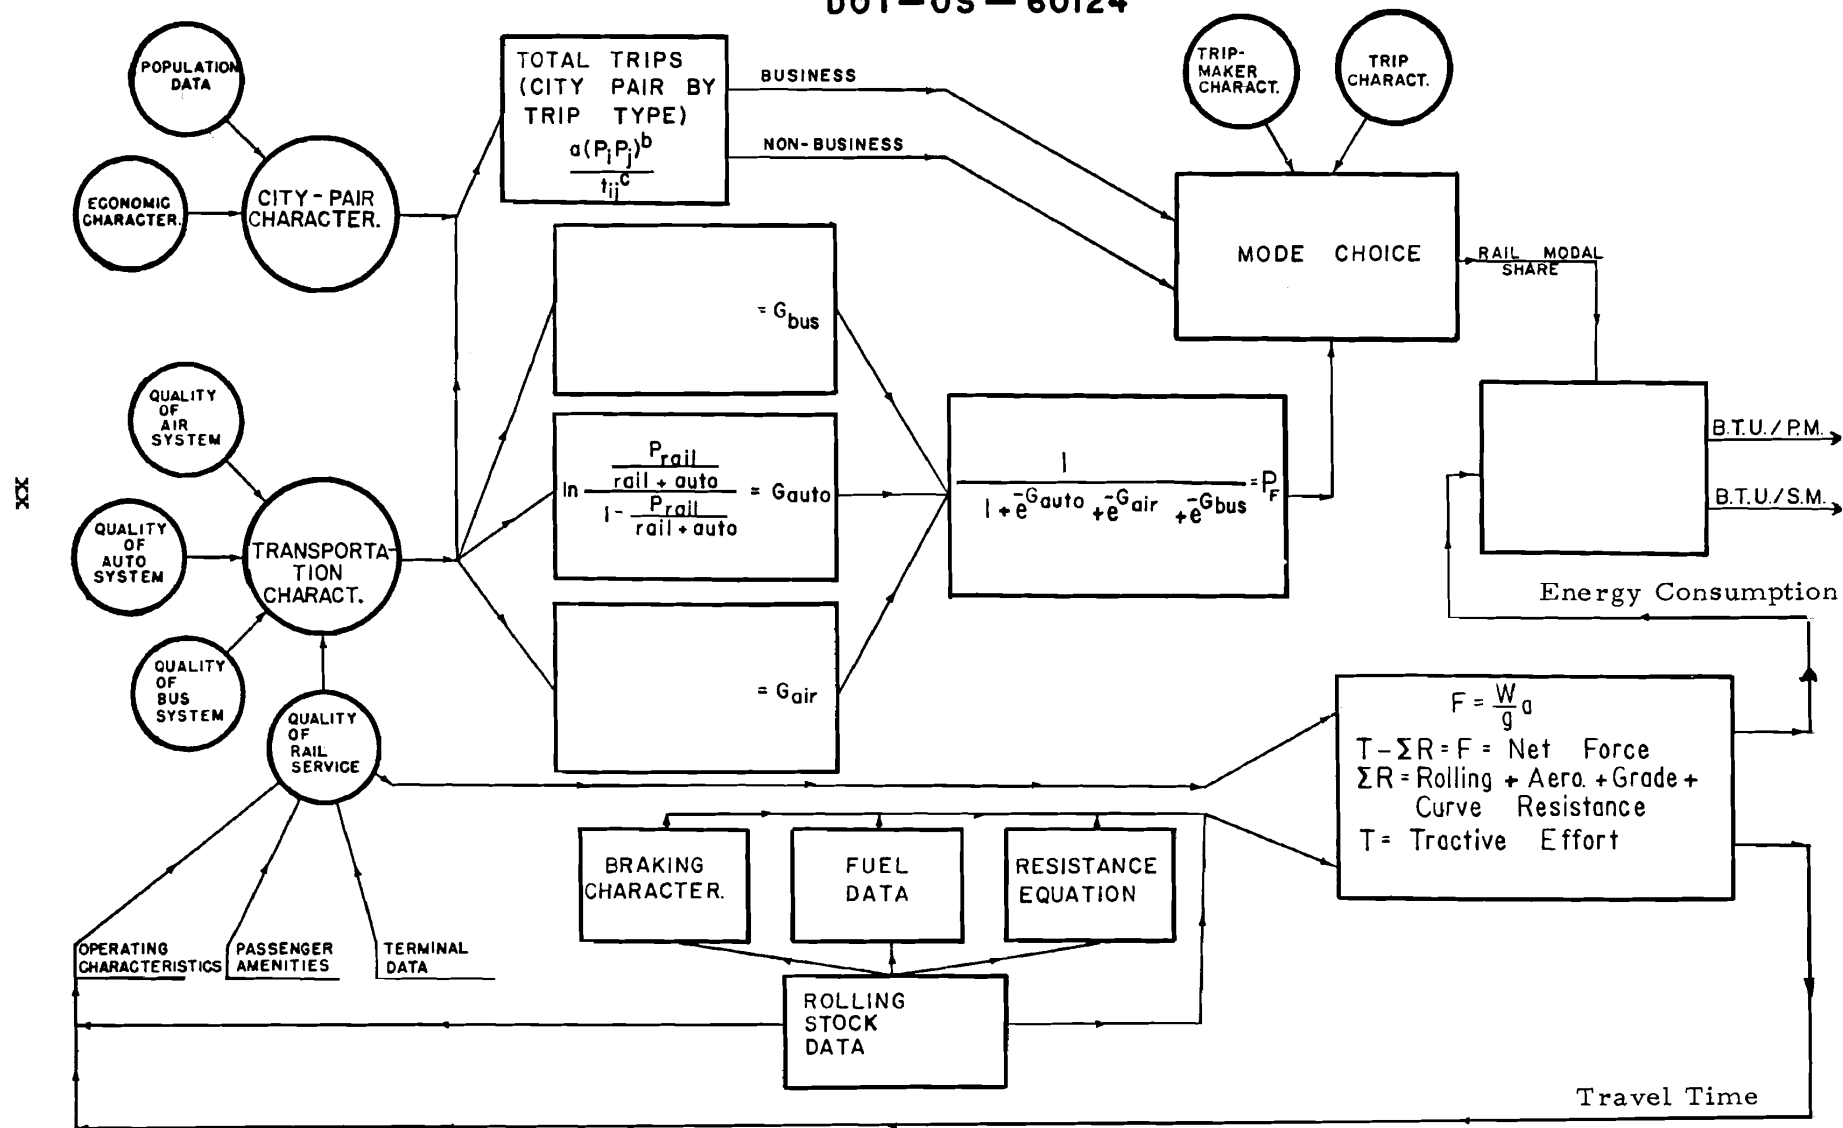 DOT-OS-60124
POPULATION
DATA
ECONOMIC
CHARACTER.
CITY-PAIR
CHARACTER.
TOTAL TRIPS
(CITY PAIR BY
TRIP TYPE)
a(PiPj)^b
tij^c
BUSINESS
NON-BUSINESS
TRIP-
MAKER
CHARACT.
TRIP
CHARACT.
MODE CHOICE
RAIL MODAL
SHARE
= Gbus
QUALITY
OF
AIR
SYSTEM
QUALITY
OF
AUTO
SYSTEM
QUALITY
OF
BUS
SYSTEM
TRANSPORTA-
TION
CHARACT.
QUALITY
OF
RAIL
SERVICE
Prail
rail + auto
ln = Gauto
1- Prail
rail + auto
= Gair
1
=PF
1+e^-Gauto +e^-Gair +e^-Gbus
B.T.U./P.M.
B.T.U./S.M.
Energy Consumption
F = W/g a
T-ΣR=F= Net Force
ΣR=Rolling + Aero. +Grade+
Curve Resistance
T= Tractive Effort
BRAKING
CHARACTER.
FUEL
DATA
RESISTANCE
EQUATION
OPERATING
CHARACTERISTICS
PASSENGER
AMENITIES
TERMINAL
DATA
ROLLING
STOCK
DATA
Travel Time
xx